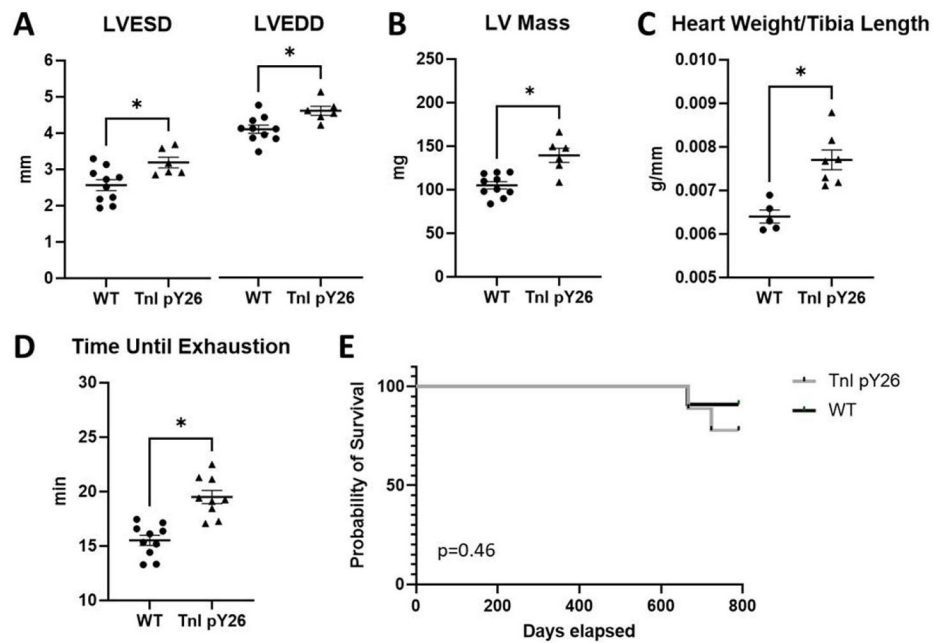 A LVESD LVEDD
6
5
4
3
2
1
0
mm
*
*
WT TnI pY26 WT TnI pY26
B LV Mass
250
200
150
100
50
0
mg
*
WT TnI pY26
C Heart Weight/Tibia Length
0.010
0.009
0.008
0.007
0.006
0.005
g/mm
*
WT TnI pY26
D Time Until Exhaustion
30
25
20
15
10
min
*
WT TnI pY26
E
Probability of Survival
100
50
0
p=0.46
0 200 400 600 800
Days elapsed
TnI pY26
WT